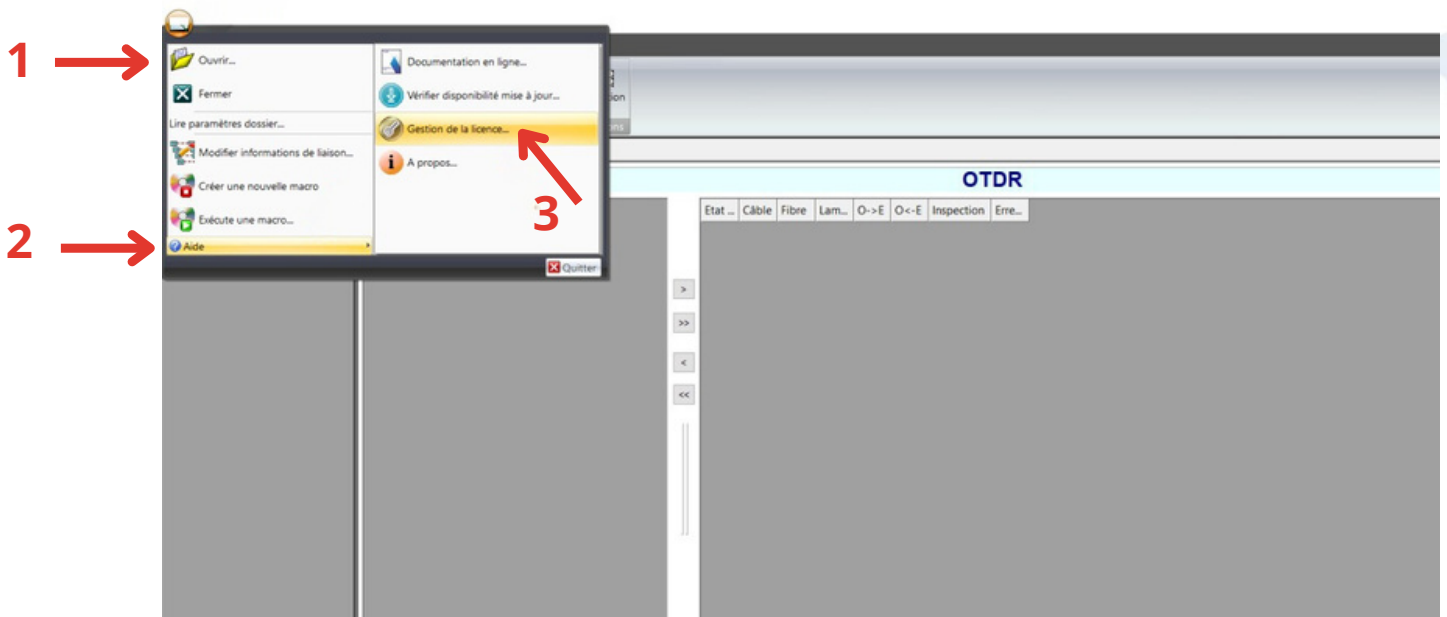 1
Ouvrir...
Fermer
Lire paramètres dossier...
Modifier informations de liaison...
Créer une nouvelle macro
Exécute une macro...
2
Aide
Documentation en ligne...
Vérifier disponibilité mise à jour...
Gestion de la licence...
A propos...
3
Quitter
OTDR
Etat ... Câble Fibre Lam... O->E O<-E Inspection Erre...
>
>>
<
<<